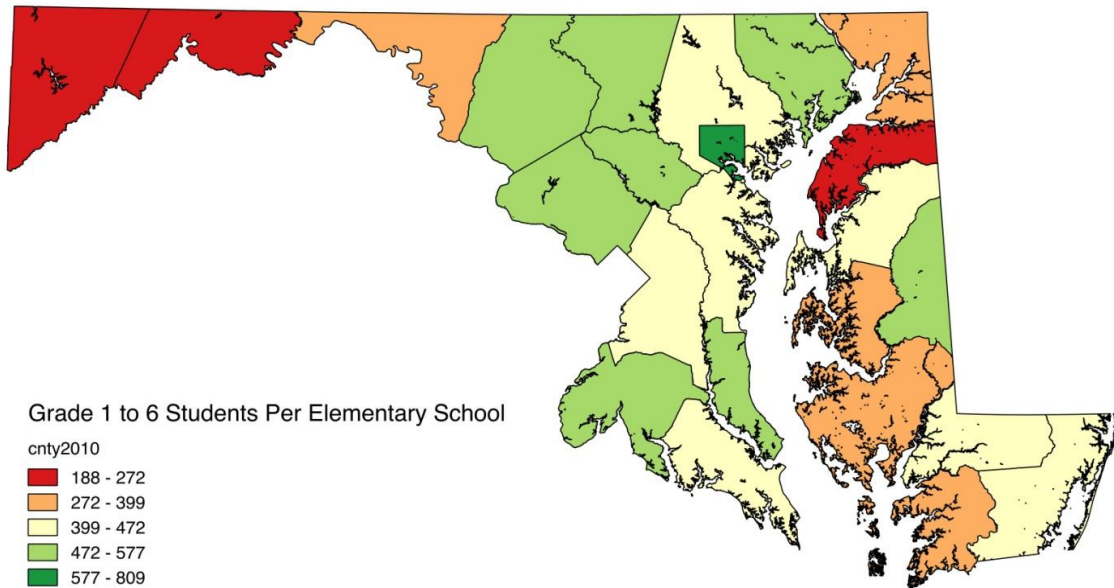 Grade 1 to 6 Students Per Elementary School
cnty2010
188 - 272
272 - 399
399 - 472
472 - 577
577 - 809